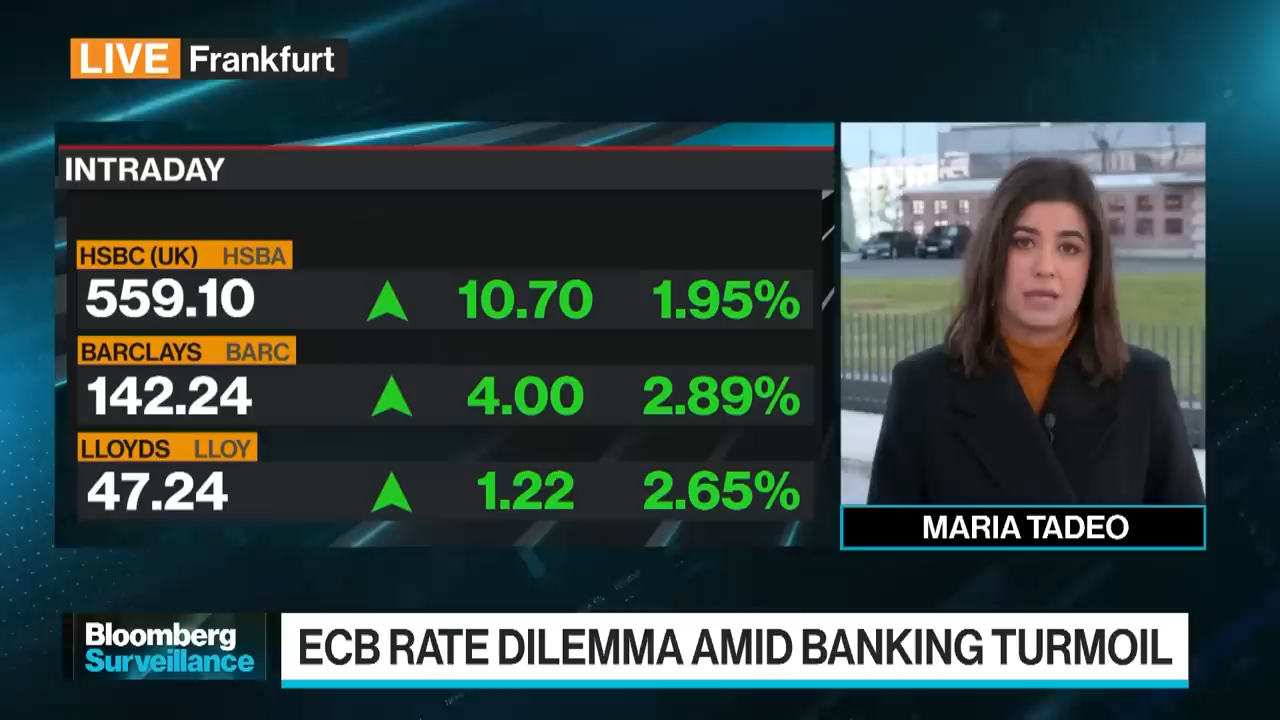 LIVE Frankfurt
INTRADAY
HSBC (UK) HSBA
559.10 ▲ 10.70 1.95%
BARCLAYS BARC
142.24 ▲ 4.00 2.89%
LLOYDS LLOY
47.24 ▲ 1.22 2.65%
MARIA TADEO
Bloomberg
Surveillance
ECB RATE DILEMMA AMID BANKING TURMOIL